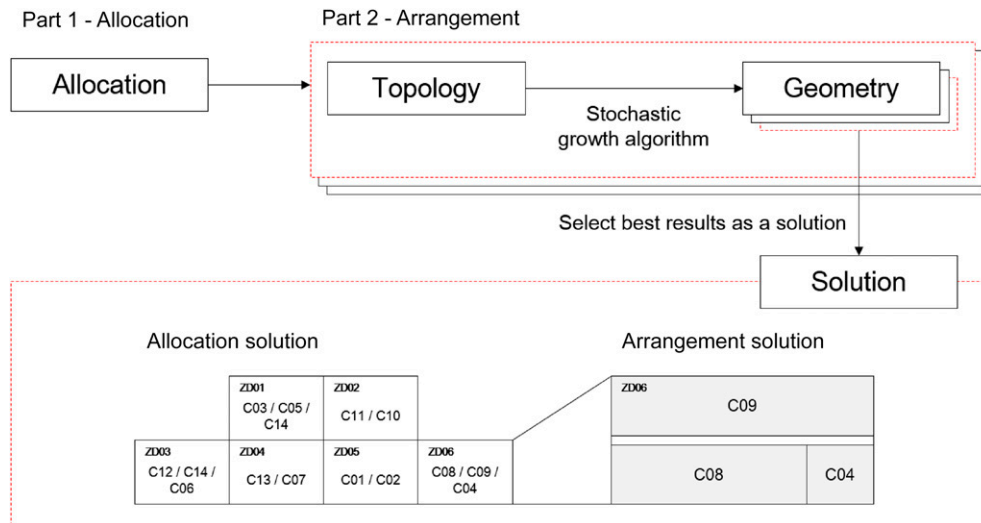 Part 1 - Allocation
Part 2 - Arrangement
Allocation
Topology
Geometry
Stochastic
growth algorithm
Select best results as a solution
Solution
Allocation solution
Arrangement solution
ZD01
C03 / C05 /
C14
ZD02
C11 / C10
ZD06
C09
ZD03
C12 / C14 /
C06
ZD04
C13 / C07
ZD05
C01 / C02
ZD06
C08 / C09 /
C04
C08
C04